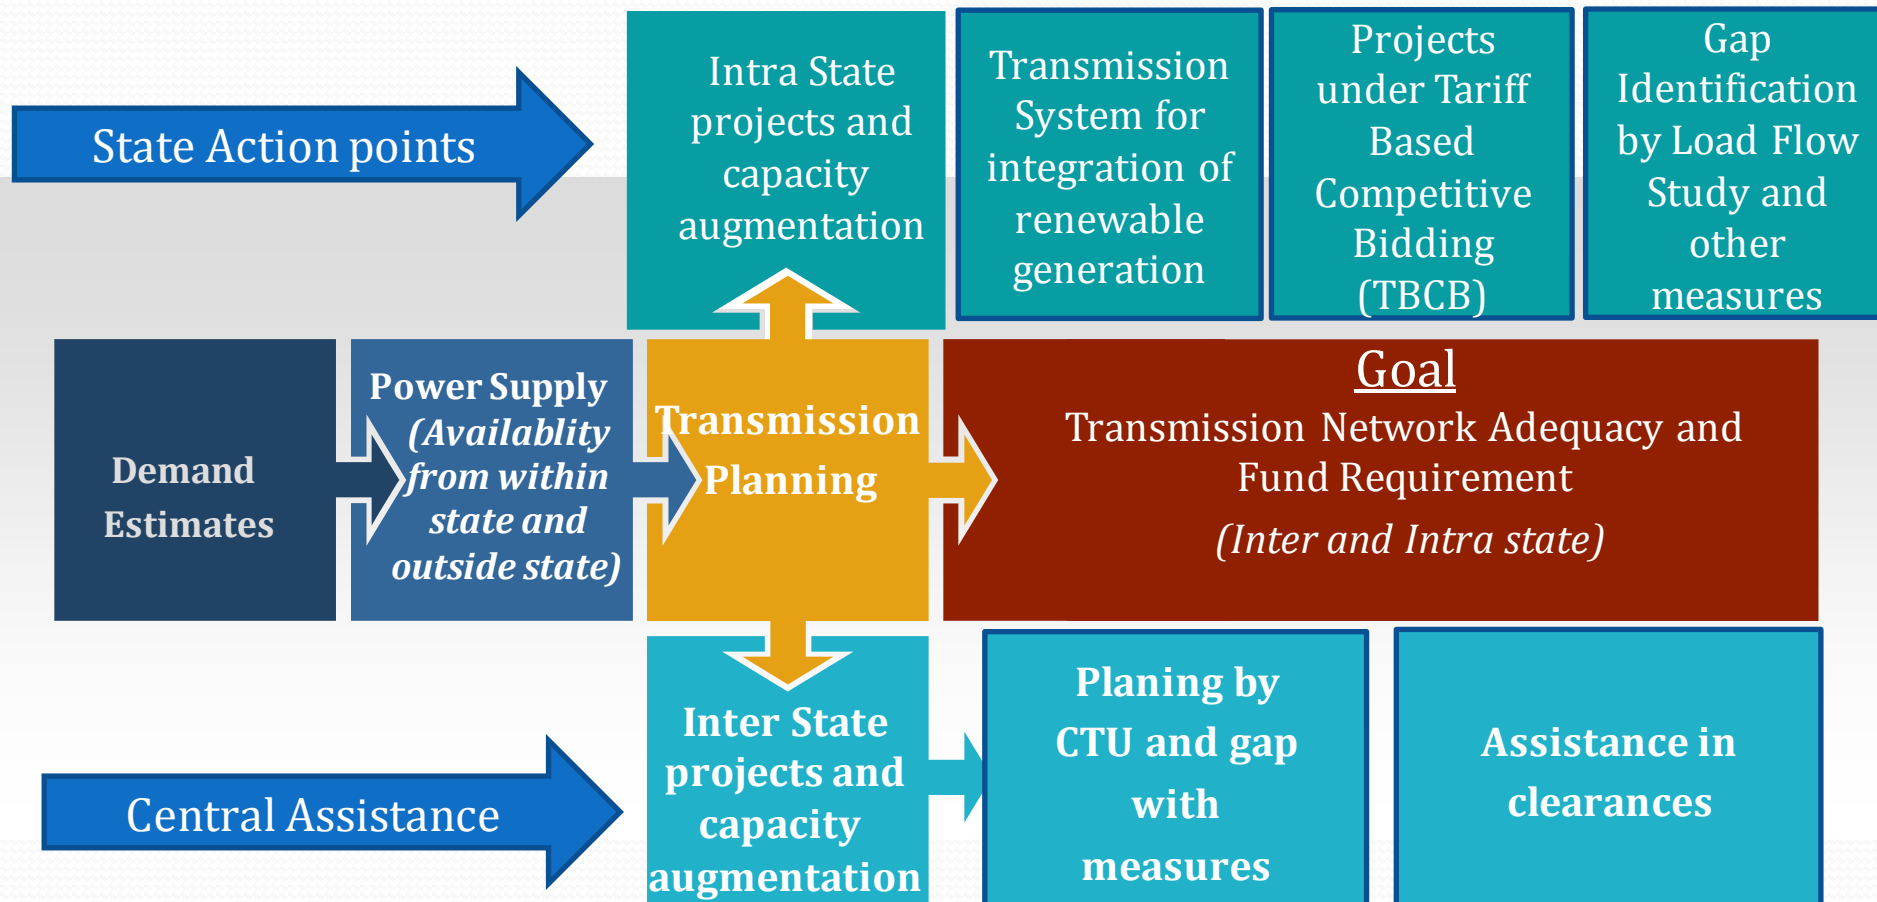 State Action points
Intra State
projects and
capacity
augmentation
Transmission
System for
integration of
renewable
generation
Projects
under Tariff
Based
Competitive
Bidding
(TBCB)
Gap
Identification
by Load Flow
Study and
other
measures
Demand
Estimates
Power Supply
(Availablity
from within
state and
outside state)
Transmission
Planning
Goal
Transmission Network Adequacy and
Fund Requirement
(Inter and Intra state)
Central Assistance
Inter State
projects and
capacity
augmentation
Planing by
CTU and gap
with
measures
Assistance in
clearances